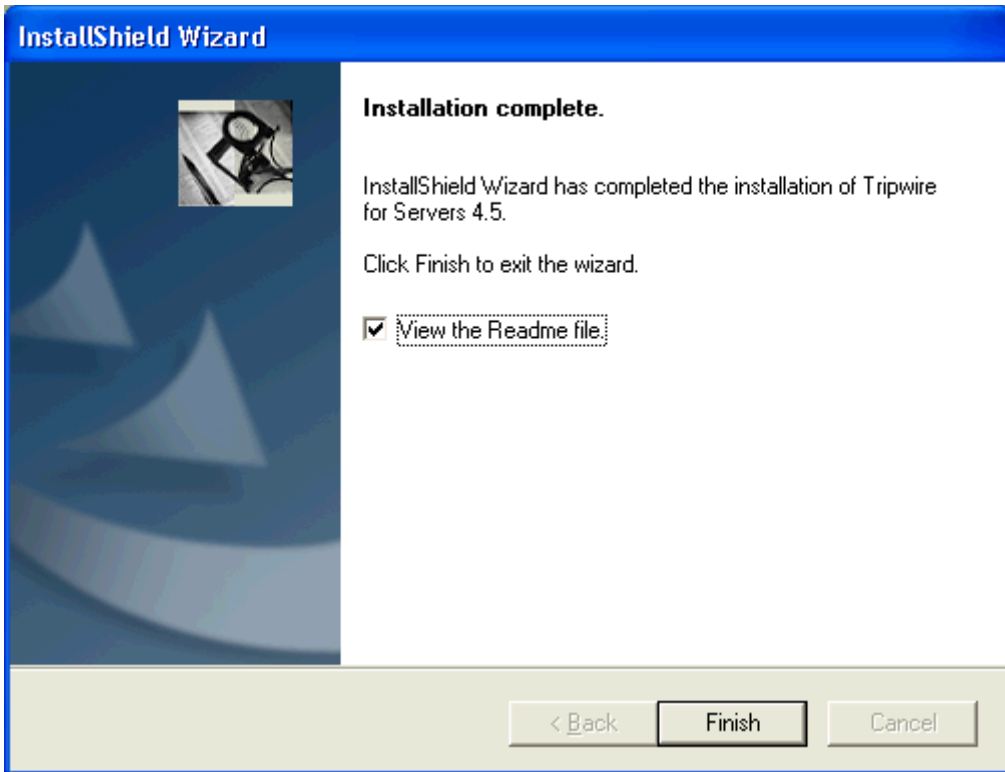 InstallShield Wizard
Installation complete.
InstallShield Wizard has completed the installation of Tripwire
for Servers 4.5.
Click Finish to exit the wizard.
View the Readme file.
< Back
Finish
Cancel